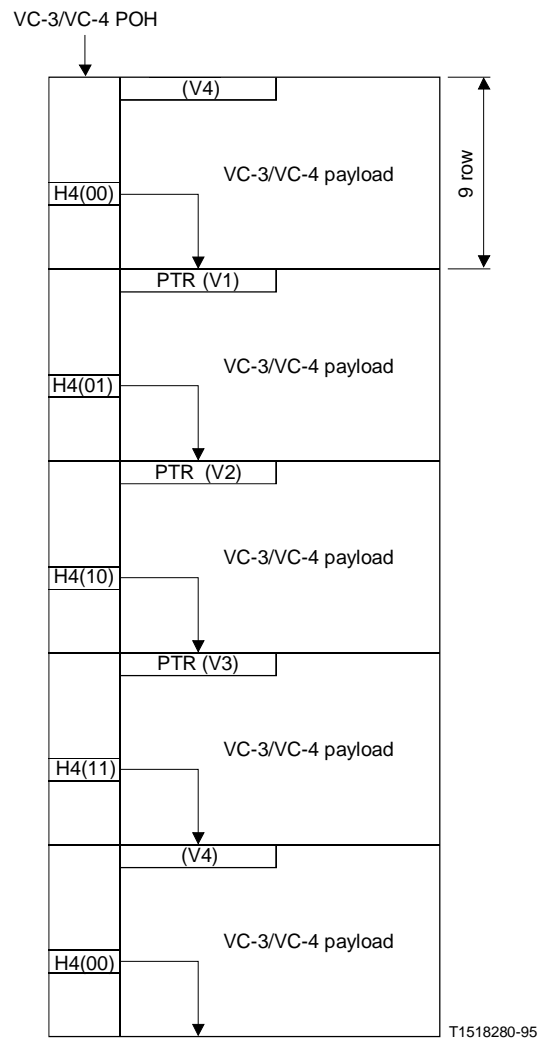 VC-3/VC-4 POH
(V4)
VC-3/VC-4 payload
9 row
H4(00)
PTR (V1)
VC-3/VC-4 payload
H4(01)
PTR (V2)
VC-3/VC-4 payload
H4(10)
PTR (V3)
VC-3/VC-4 payload
H4(11)
(V4)
VC-3/VC-4 payload
H4(00)
T1518280-95